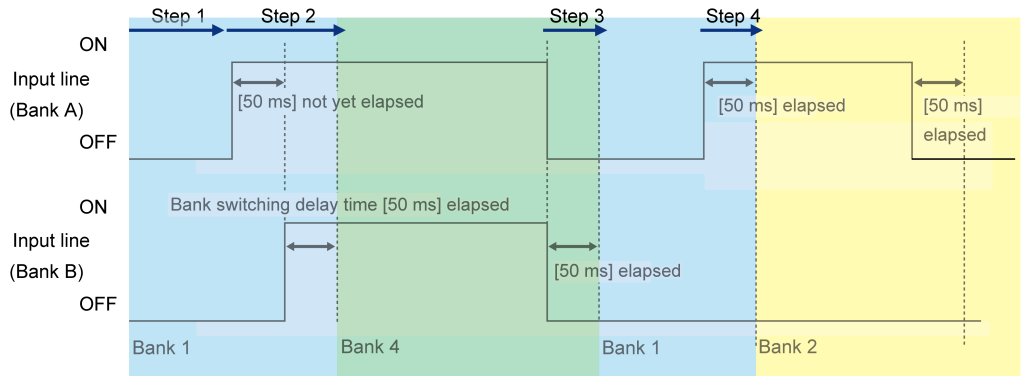 Step 1
Step 2
Step 3
Step 4
ON
Input line
(Bank A)
OFF
[50 ms] not yet elapsed
[50 ms] elapsed
[50 ms]
elapsed
Bank switching delay time [50 ms] elapsed
ON
Input line
(Bank B)
OFF
[50 ms] elapsed
Bank 1
Bank 4
Bank 1
Bank 2